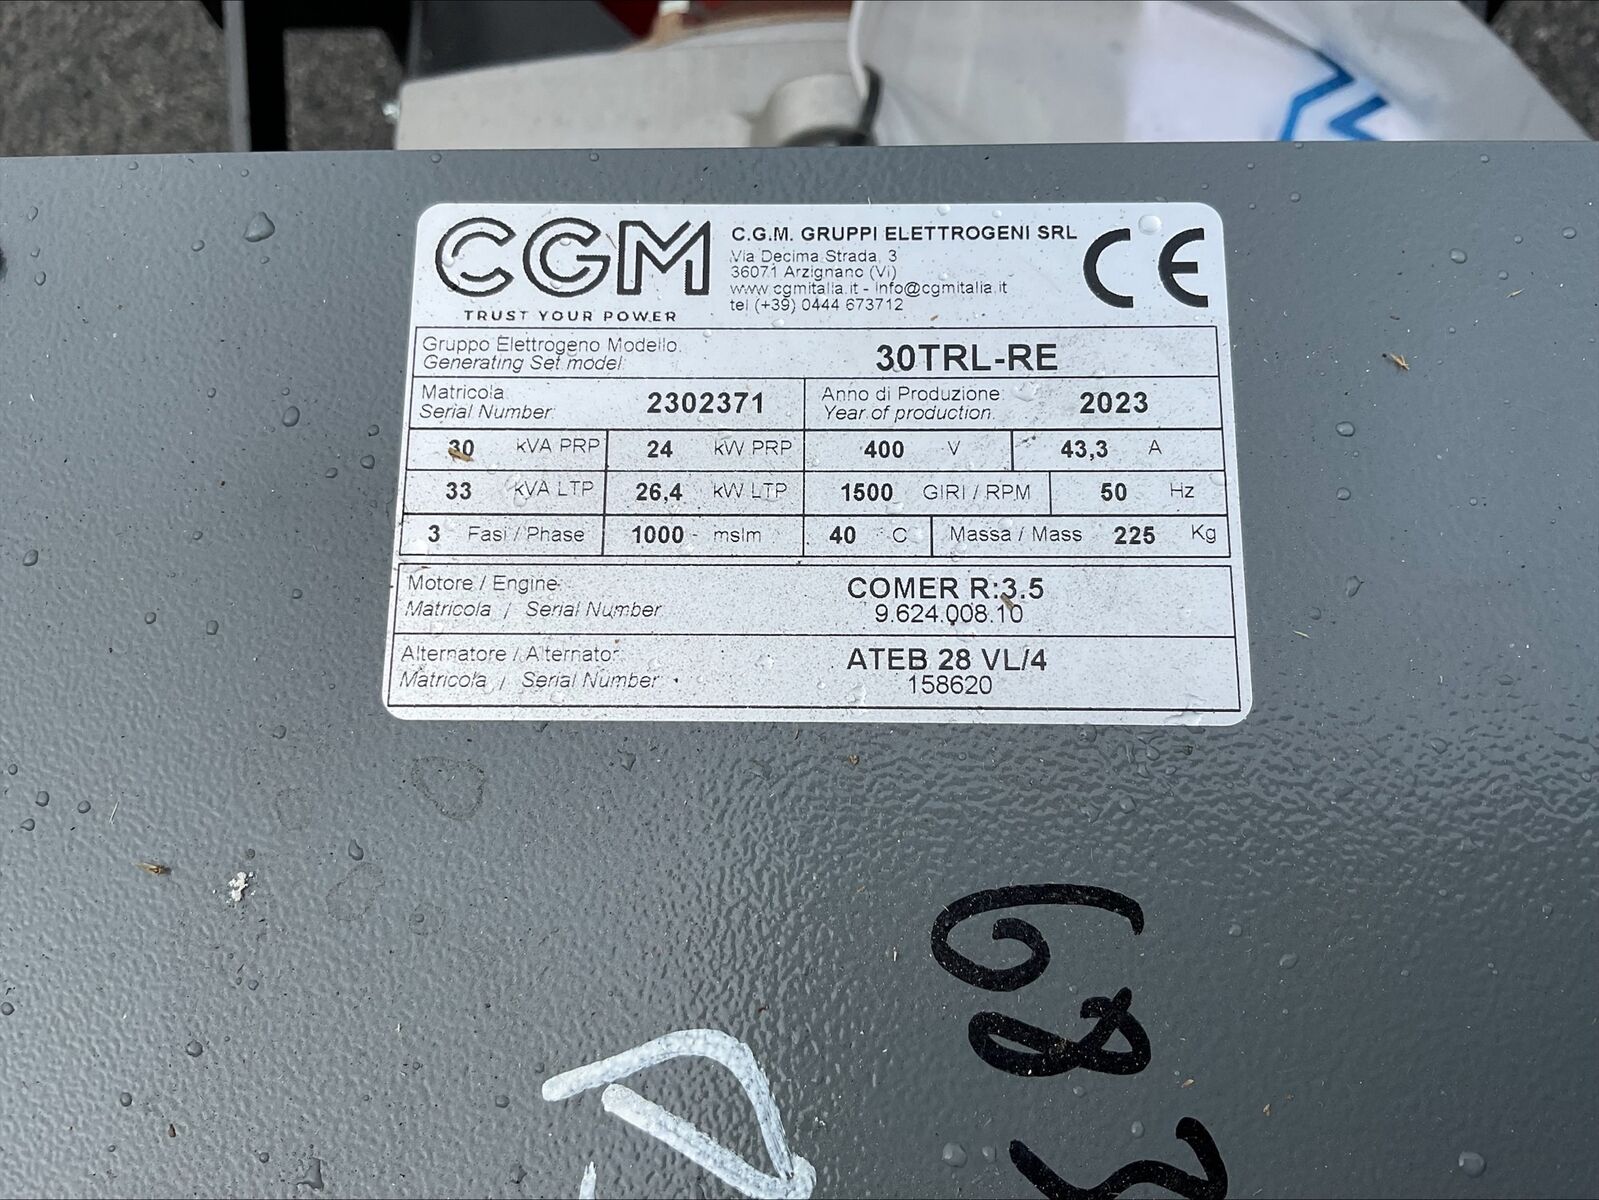 CGM
TRUST YOUR POWER
C.G.M. GRUPPI ELETTROGENI SRL
Via Decima Strada, 3
36071 Arzignano (Vi)
www.cgmitalia.it - info@cgmitalia.it
tel (+39) 0444 673712
CE
Gruppo Elettrogeno Modello:
Generating Set model:
30TRL-RE
Matricola:
Serial Number:
2302371
Anno di Produzione:
Year of production:
2023
30 kVA PRP 24 kW PRP 400 V 43,3 A
33 kVA LTP 26,4 kW LTP 1500 GIRI / RPM 50 Hz
3 Fasi / Phase 1000 mslm 40 °C Massa / Mass 225 Kg
Motore / Engine:
Matricola / Serial Number:
COMER R:3.5
9.624.008.10
Alternatore / Alternator:
Matricola / Serial Number:
ATEB 28 VL/4
158620
683